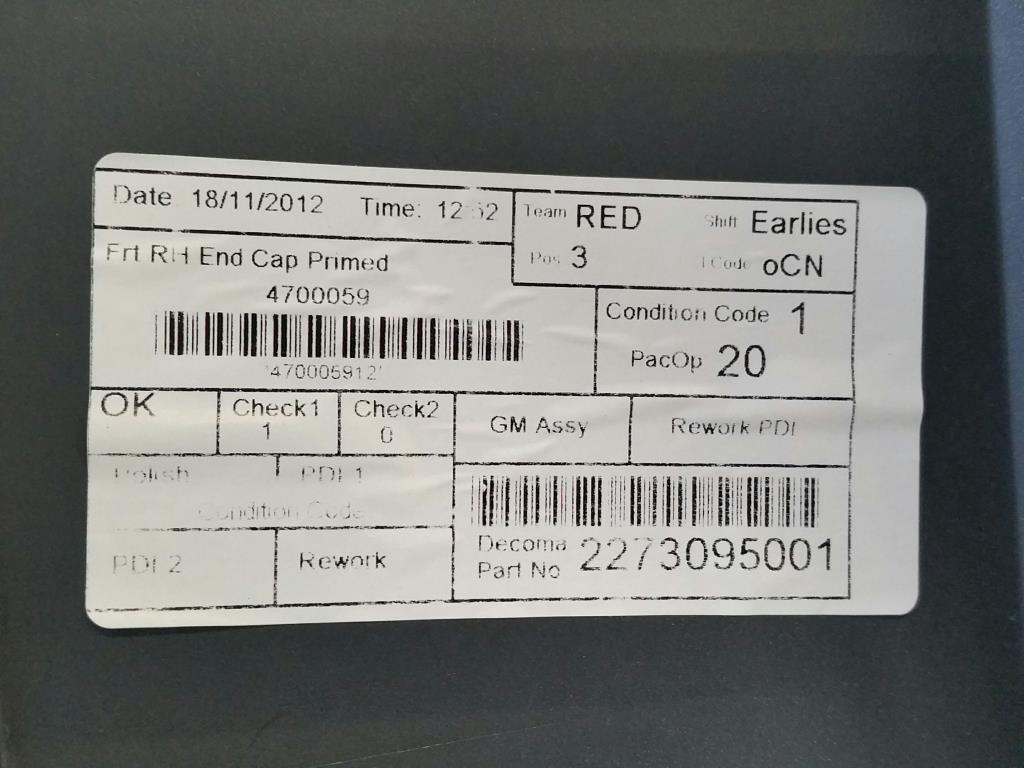 Date 18/11/2012 Time:
Team RED Shift Earlies
Pos 3 Code oCN
Frt RH End Cap Primed
4700059
Condition Code 1
PacOp 20
470005912
OK Check1 Check2
1 0
GM Assy Rework PDI
Polish PDI 1
Condition Code
PDI 2 Rework
Decoma
Part No 2273095001